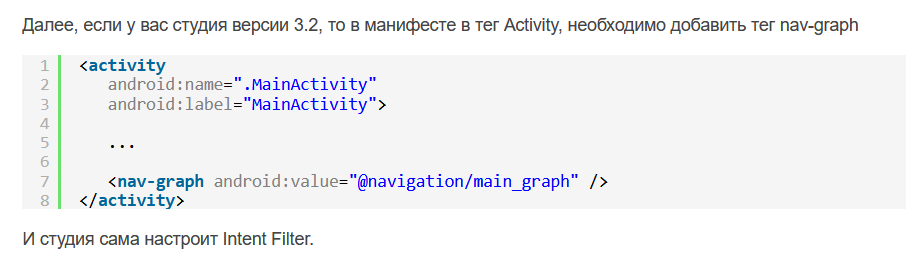 Далее, если у вас студия версии 3.2, то в манифесте в тег Activity, необходимо добавить тег nav-graph
1 <activity
2 android:name=".MainActivity"
3 android:label="MainActivity">
4
5 ...
6
7 <nav-graph android:value="@navigation/main_graph" />
8 </activity>
И студия сама настроит Intent Filter.